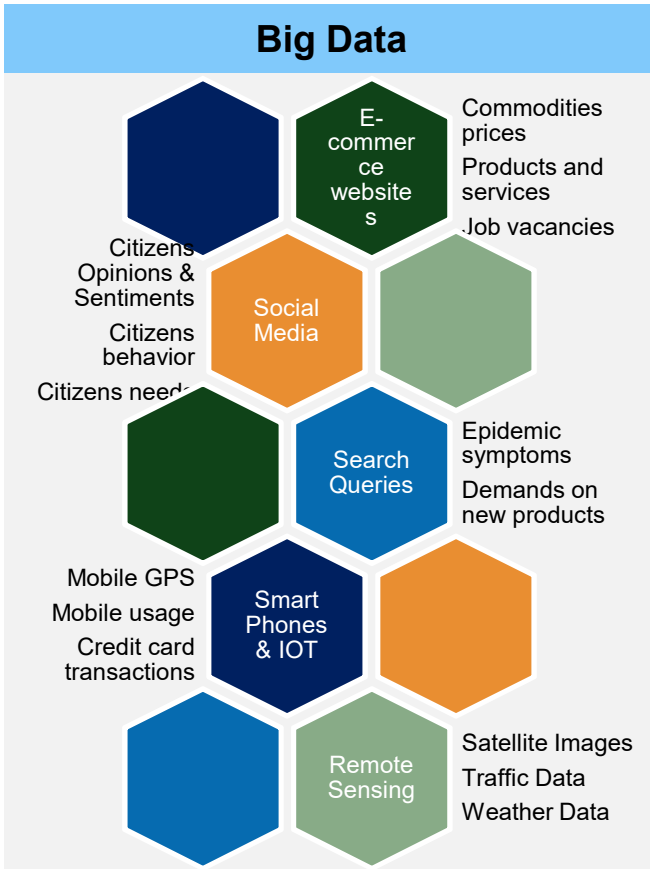 Big Data
E-
commer
ce
website
s
Commodities
prices
Products and
services
Job vacancies
Citizens
Opinions &
Sentiments
Citizens
behavior
Citizens needs
Social
Media
Search
Queries
Epidemic
symptoms
Demands on
new products
Mobile GPS
Mobile usage
Credit card
transactions
Smart
Phones
& IOT
Remote
Sensing
Satellite Images
Traffic Data
Weather Data